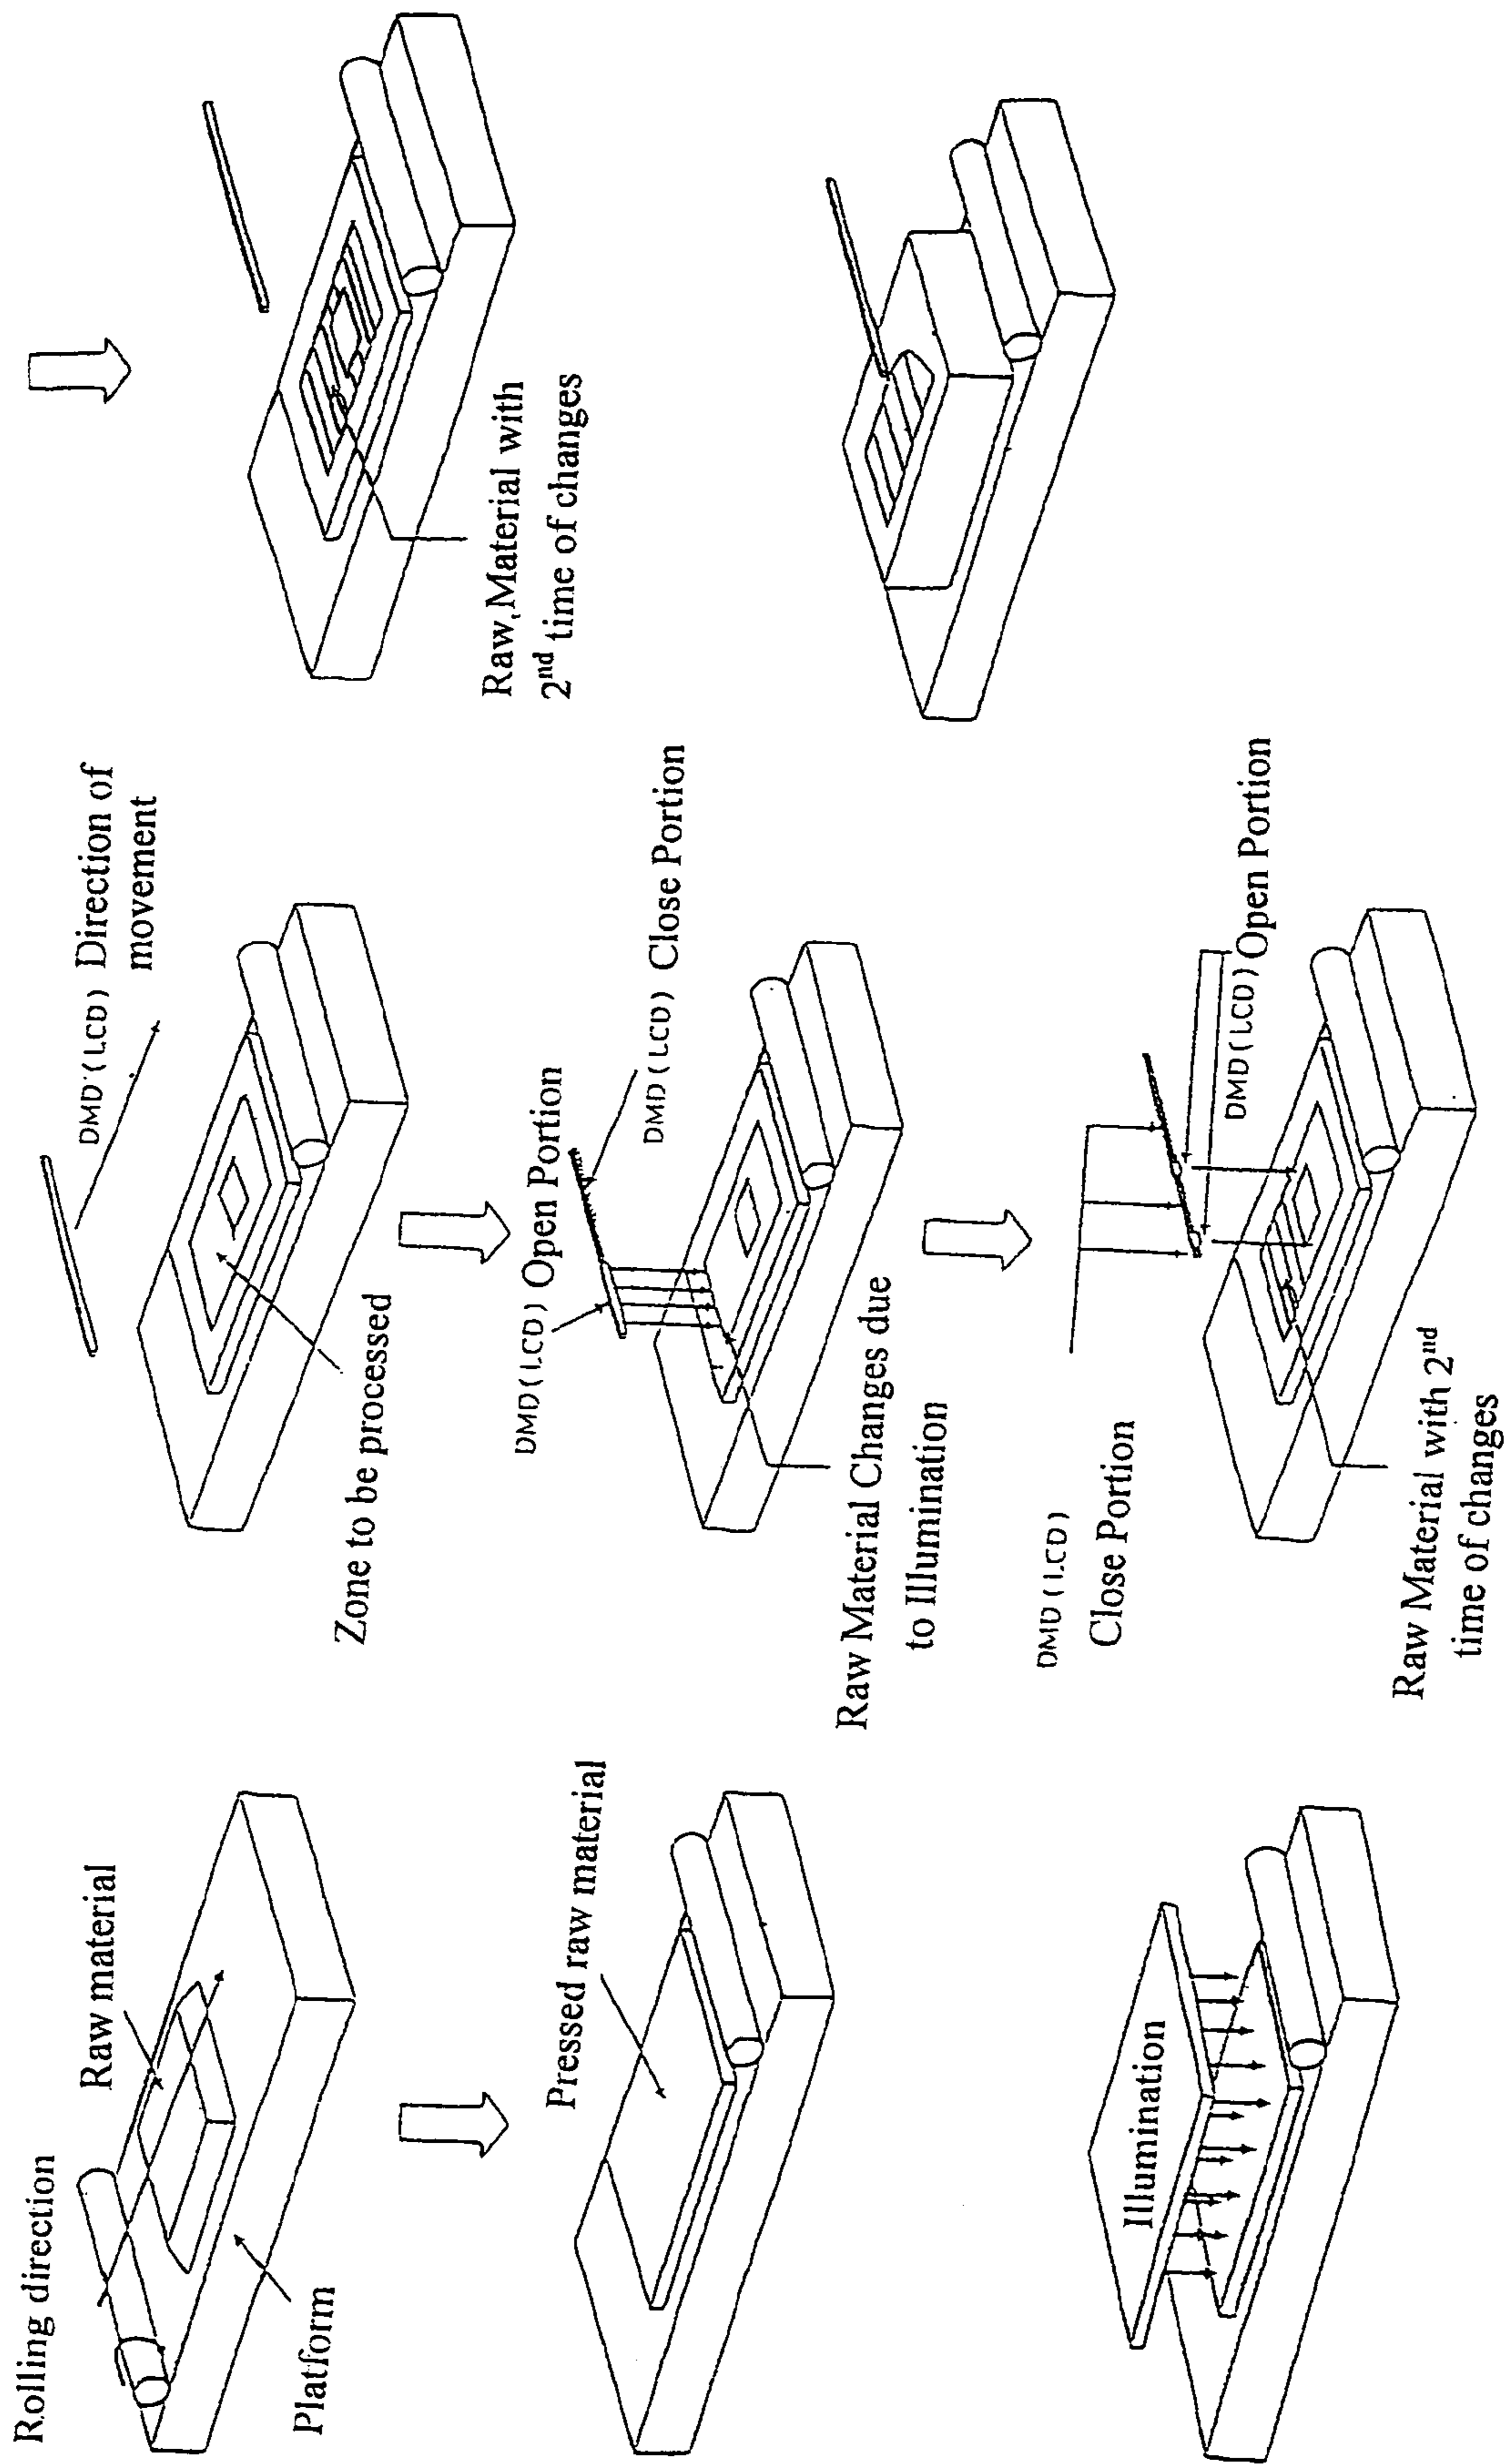 Rolling direction
Raw material
Platform
Pressed raw material
Illumination
DMD (LCD) Direction of
movement
Zone to be processed
DMD (LCD) Open Portion
DMD (LCD) Close Portion
Raw Material Changes due
to Illumination
DMD (LCD)
Close Portion
DMD (LCD) Open Portion
Raw Material with 2nd
time of changes
Raw Material with
2nd time of changes